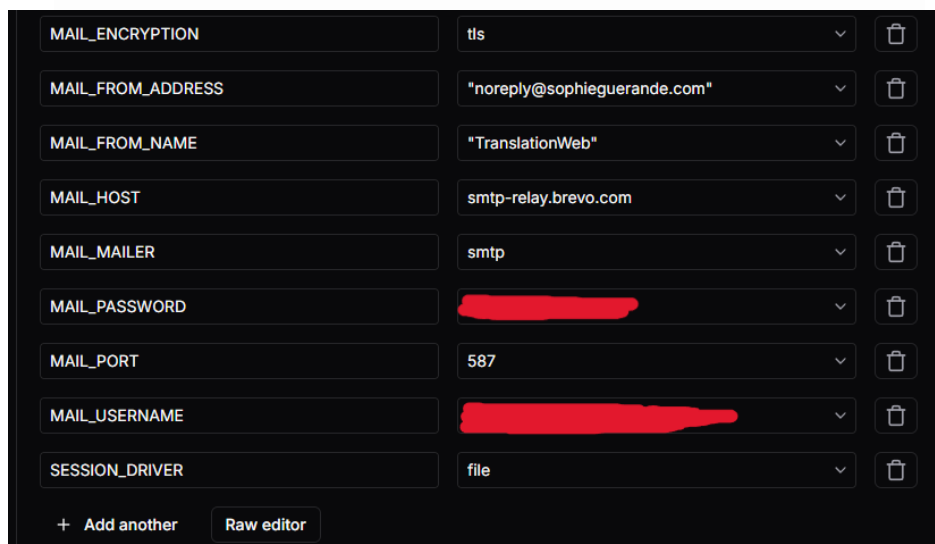 MAIL_ENCRYPTION tls
MAIL_FROM_ADDRESS "noreply@sophieguerande.com"
MAIL_FROM_NAME "TranslationWeb"
MAIL_HOST smtp-relay.brevo.com
MAIL_MAILER smtp
MAIL_PASSWORD
MAIL_PORT 587
MAIL_USERNAME
SESSION_DRIVER file
+ Add another Raw editor